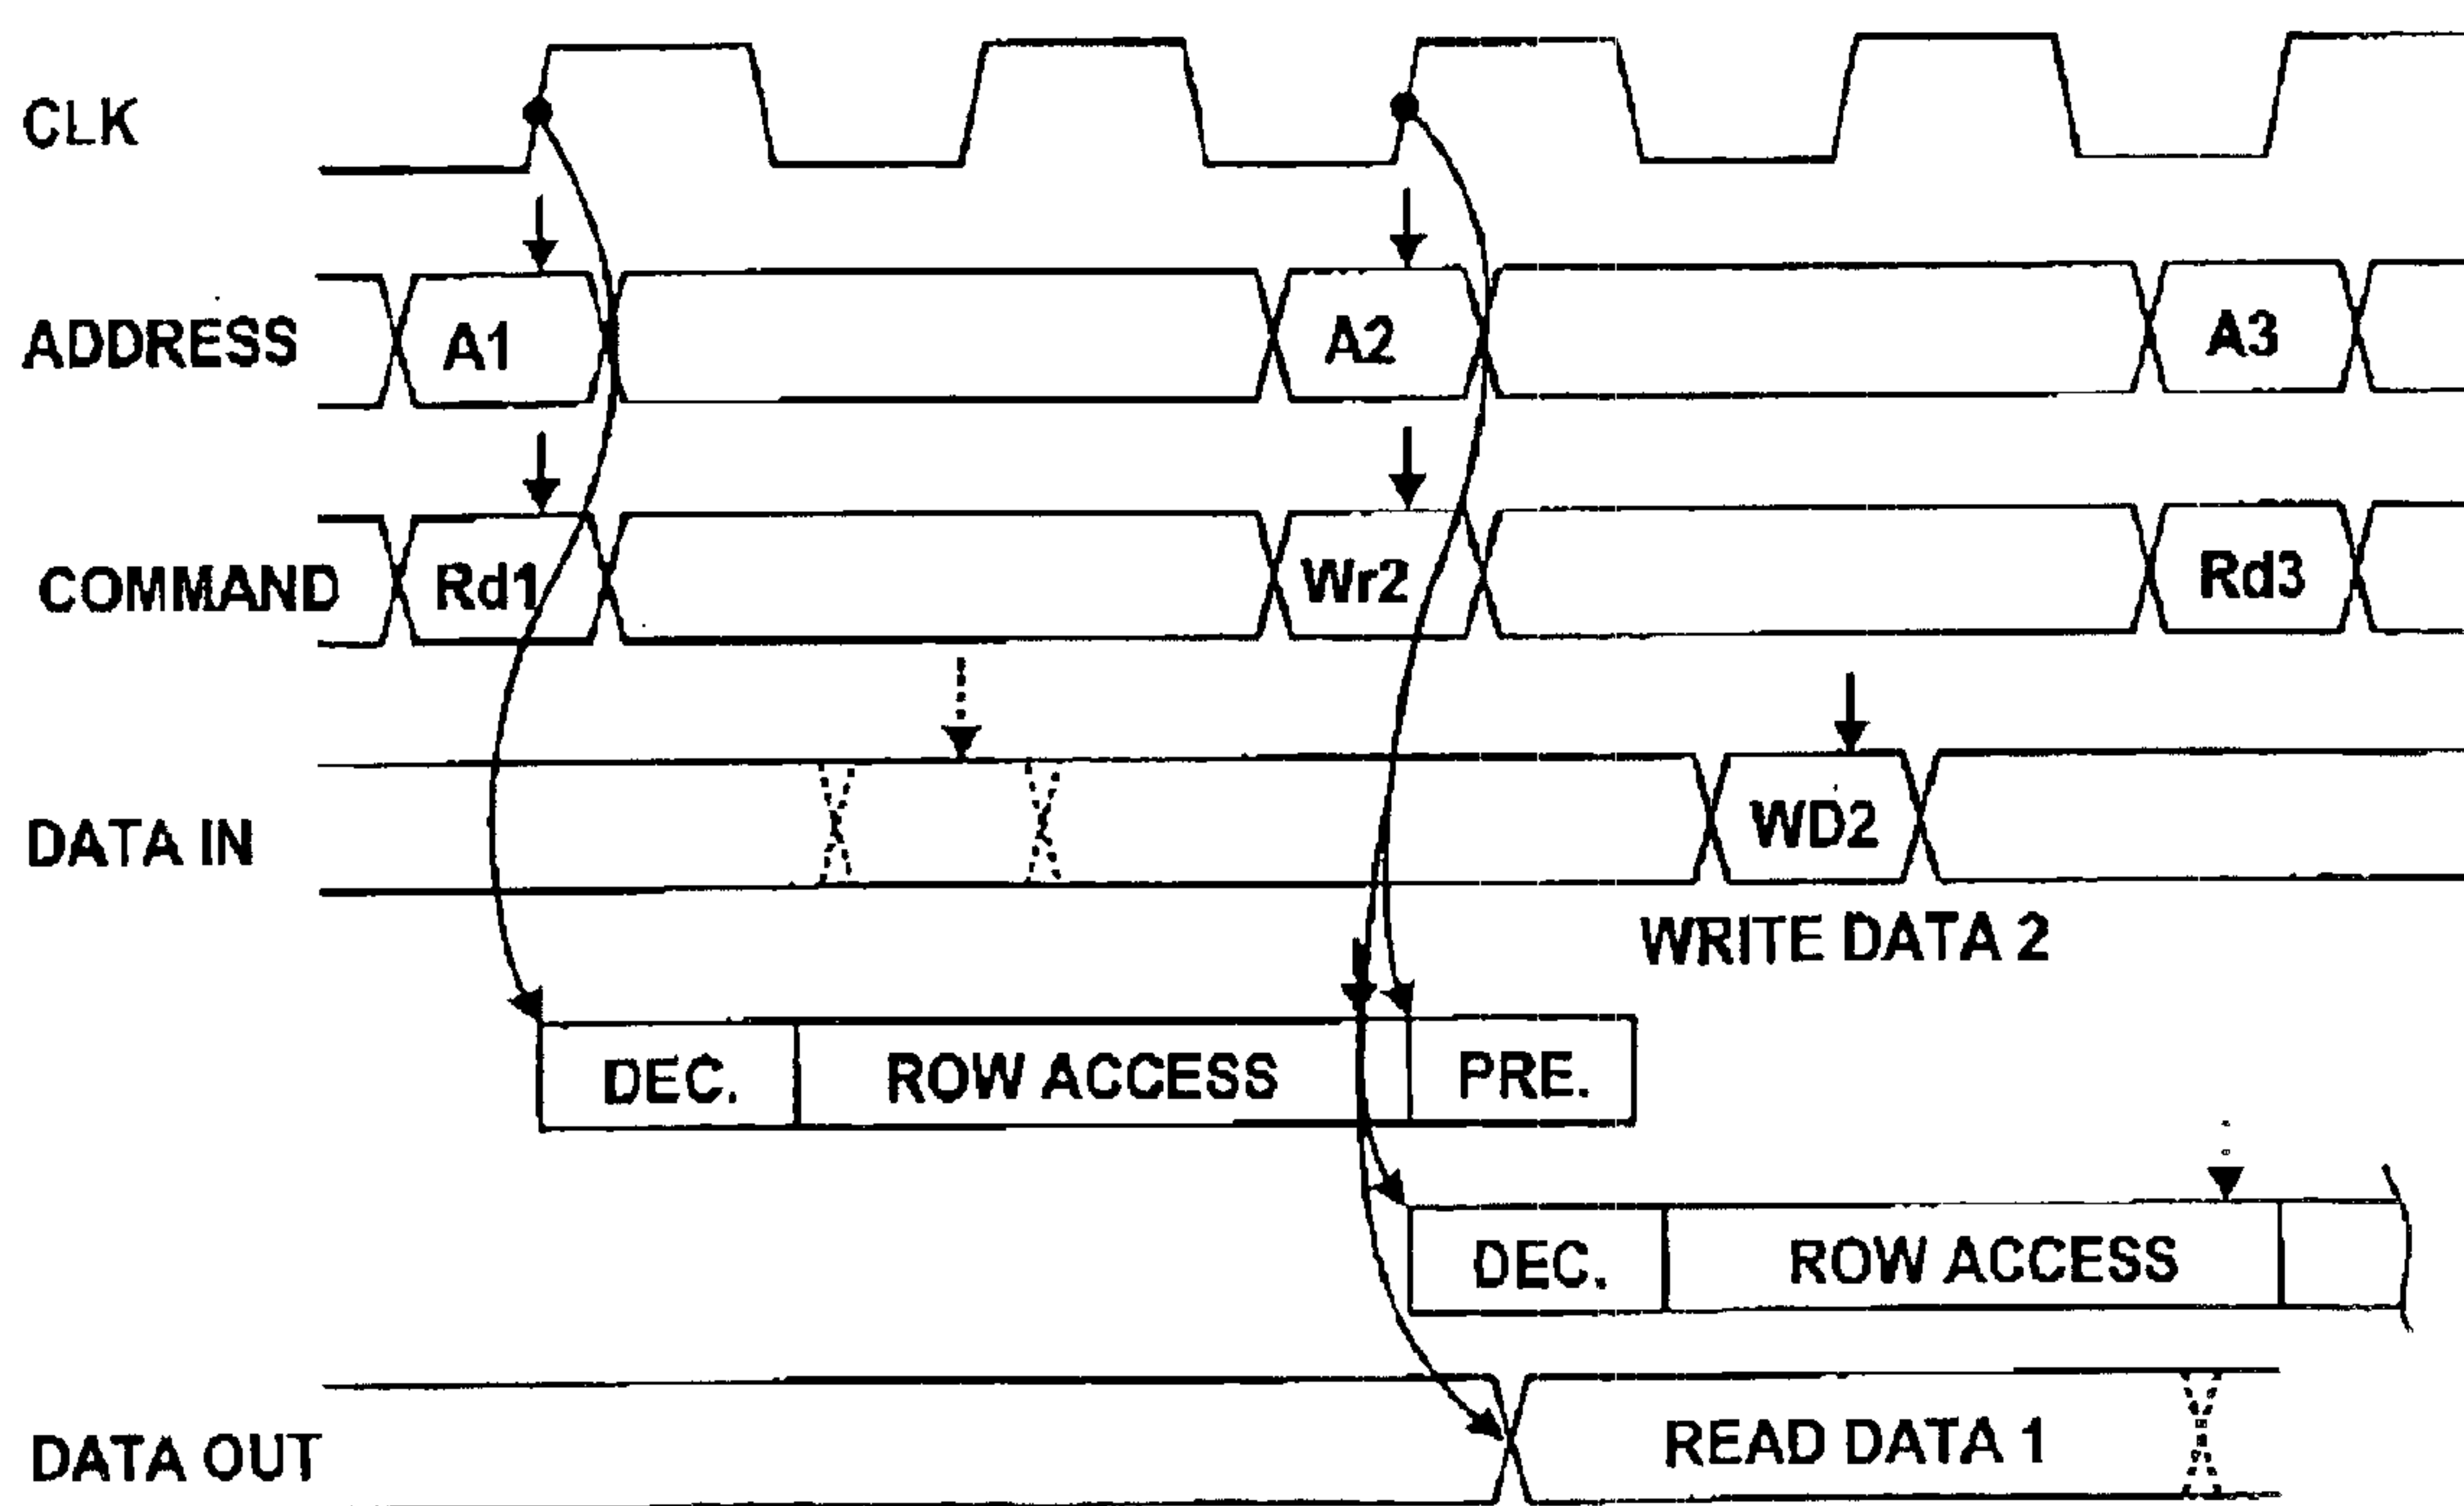 CLK
ADDRESS A1 A2 A3
COMMAND Rd1 Wr2 Rd3
DATA IN WD2
WRITE DATA 2
DEC. ROW ACCESS PRE.
DEC. ROW ACCESS
DATA OUT READ DATA 1